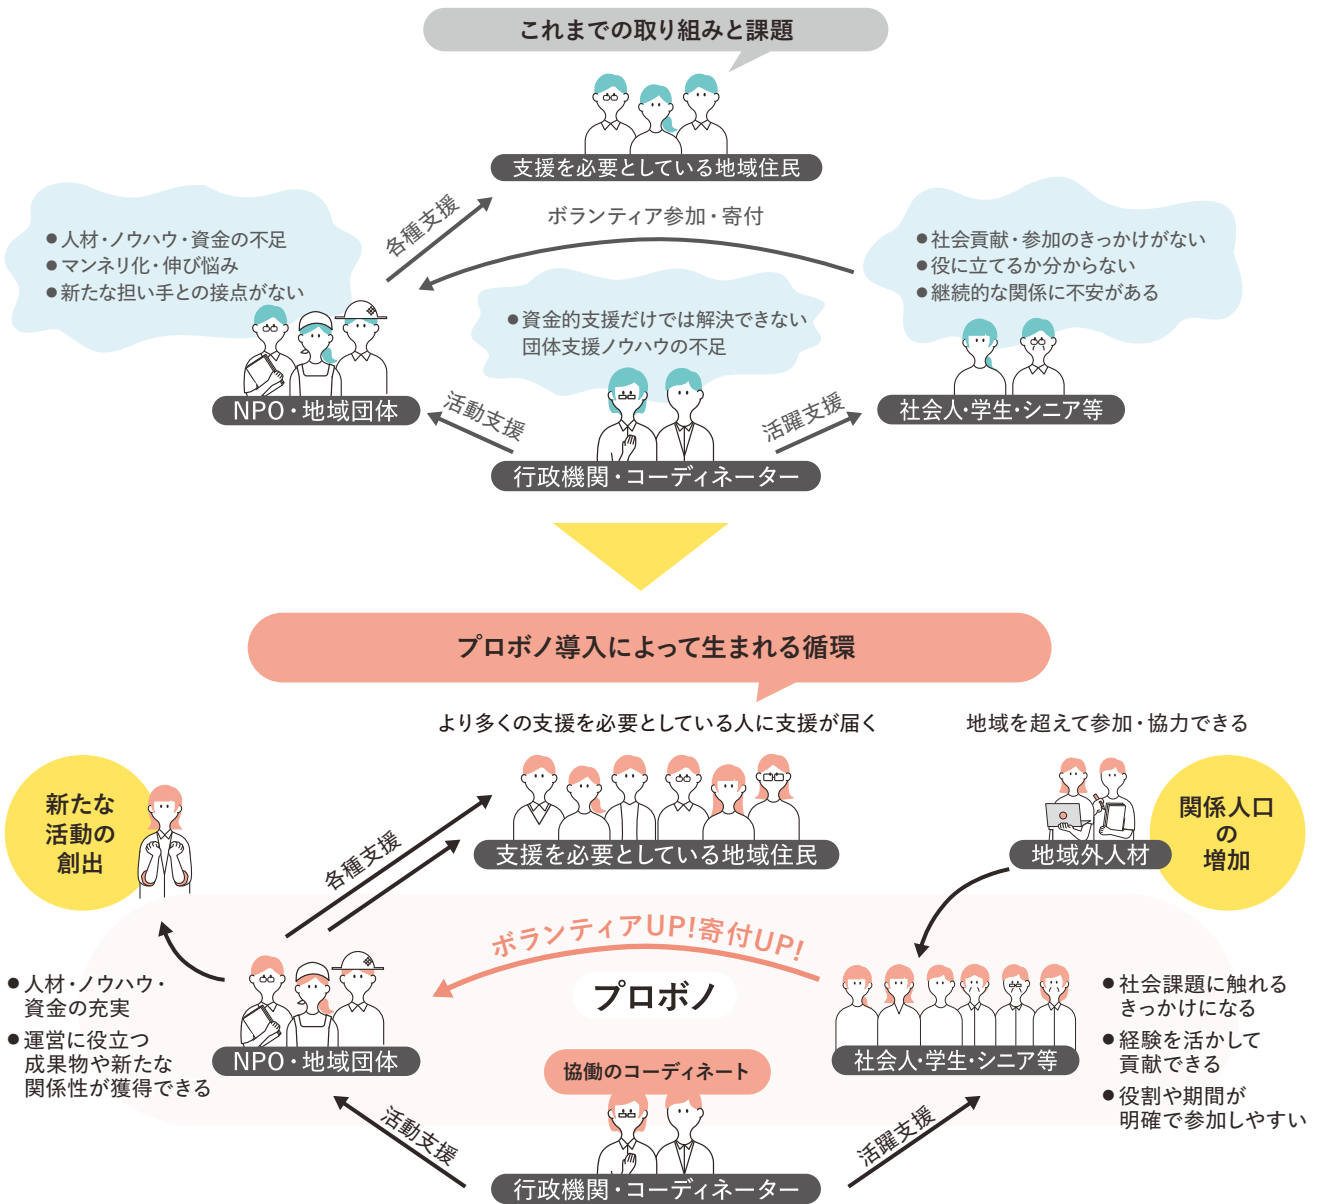 これまでの取り組みと課題
支援を必要としている地域住民
各種支援
ボランティア参加・寄付
●人材・ノウハウ・資金の不足
●マンネリ化・伸び悩み
●新たな担い手との接点がない
●社会貢献・参加のきっかけがない
●役に立てるか分からない
●継続的な関係に不安がある
●資金的支援だけでは解決できない
団体支援ノウハウの不足
NPO・地域団体
活動支援
活躍支援
社会人・学生・シニア等
行政機関・コーディネーター
プロボノ導入によって生まれる循環
より多くの支援を必要としている人に支援が届く
地域を超えて参加・協力できる
新たな
活動の
創出
関係人口
の
増加
支援を必要としている地域住民
地域外人材
各種支援
ボランティアUP!寄付UP!
プロボノ
●人材・ノウハウ・
資金の充実
●運営に役立つ
成果物や新たな
関係性が獲得できる
NPO・地域団体
社会人・学生・シニア等
●社会課題に触れる
きっかけになる
●経験を活かして
貢献できる
●役割や期間が
明確で参加しやすい
協働のコーディネート
活動支援
活躍支援
行政機関・コーディネーター